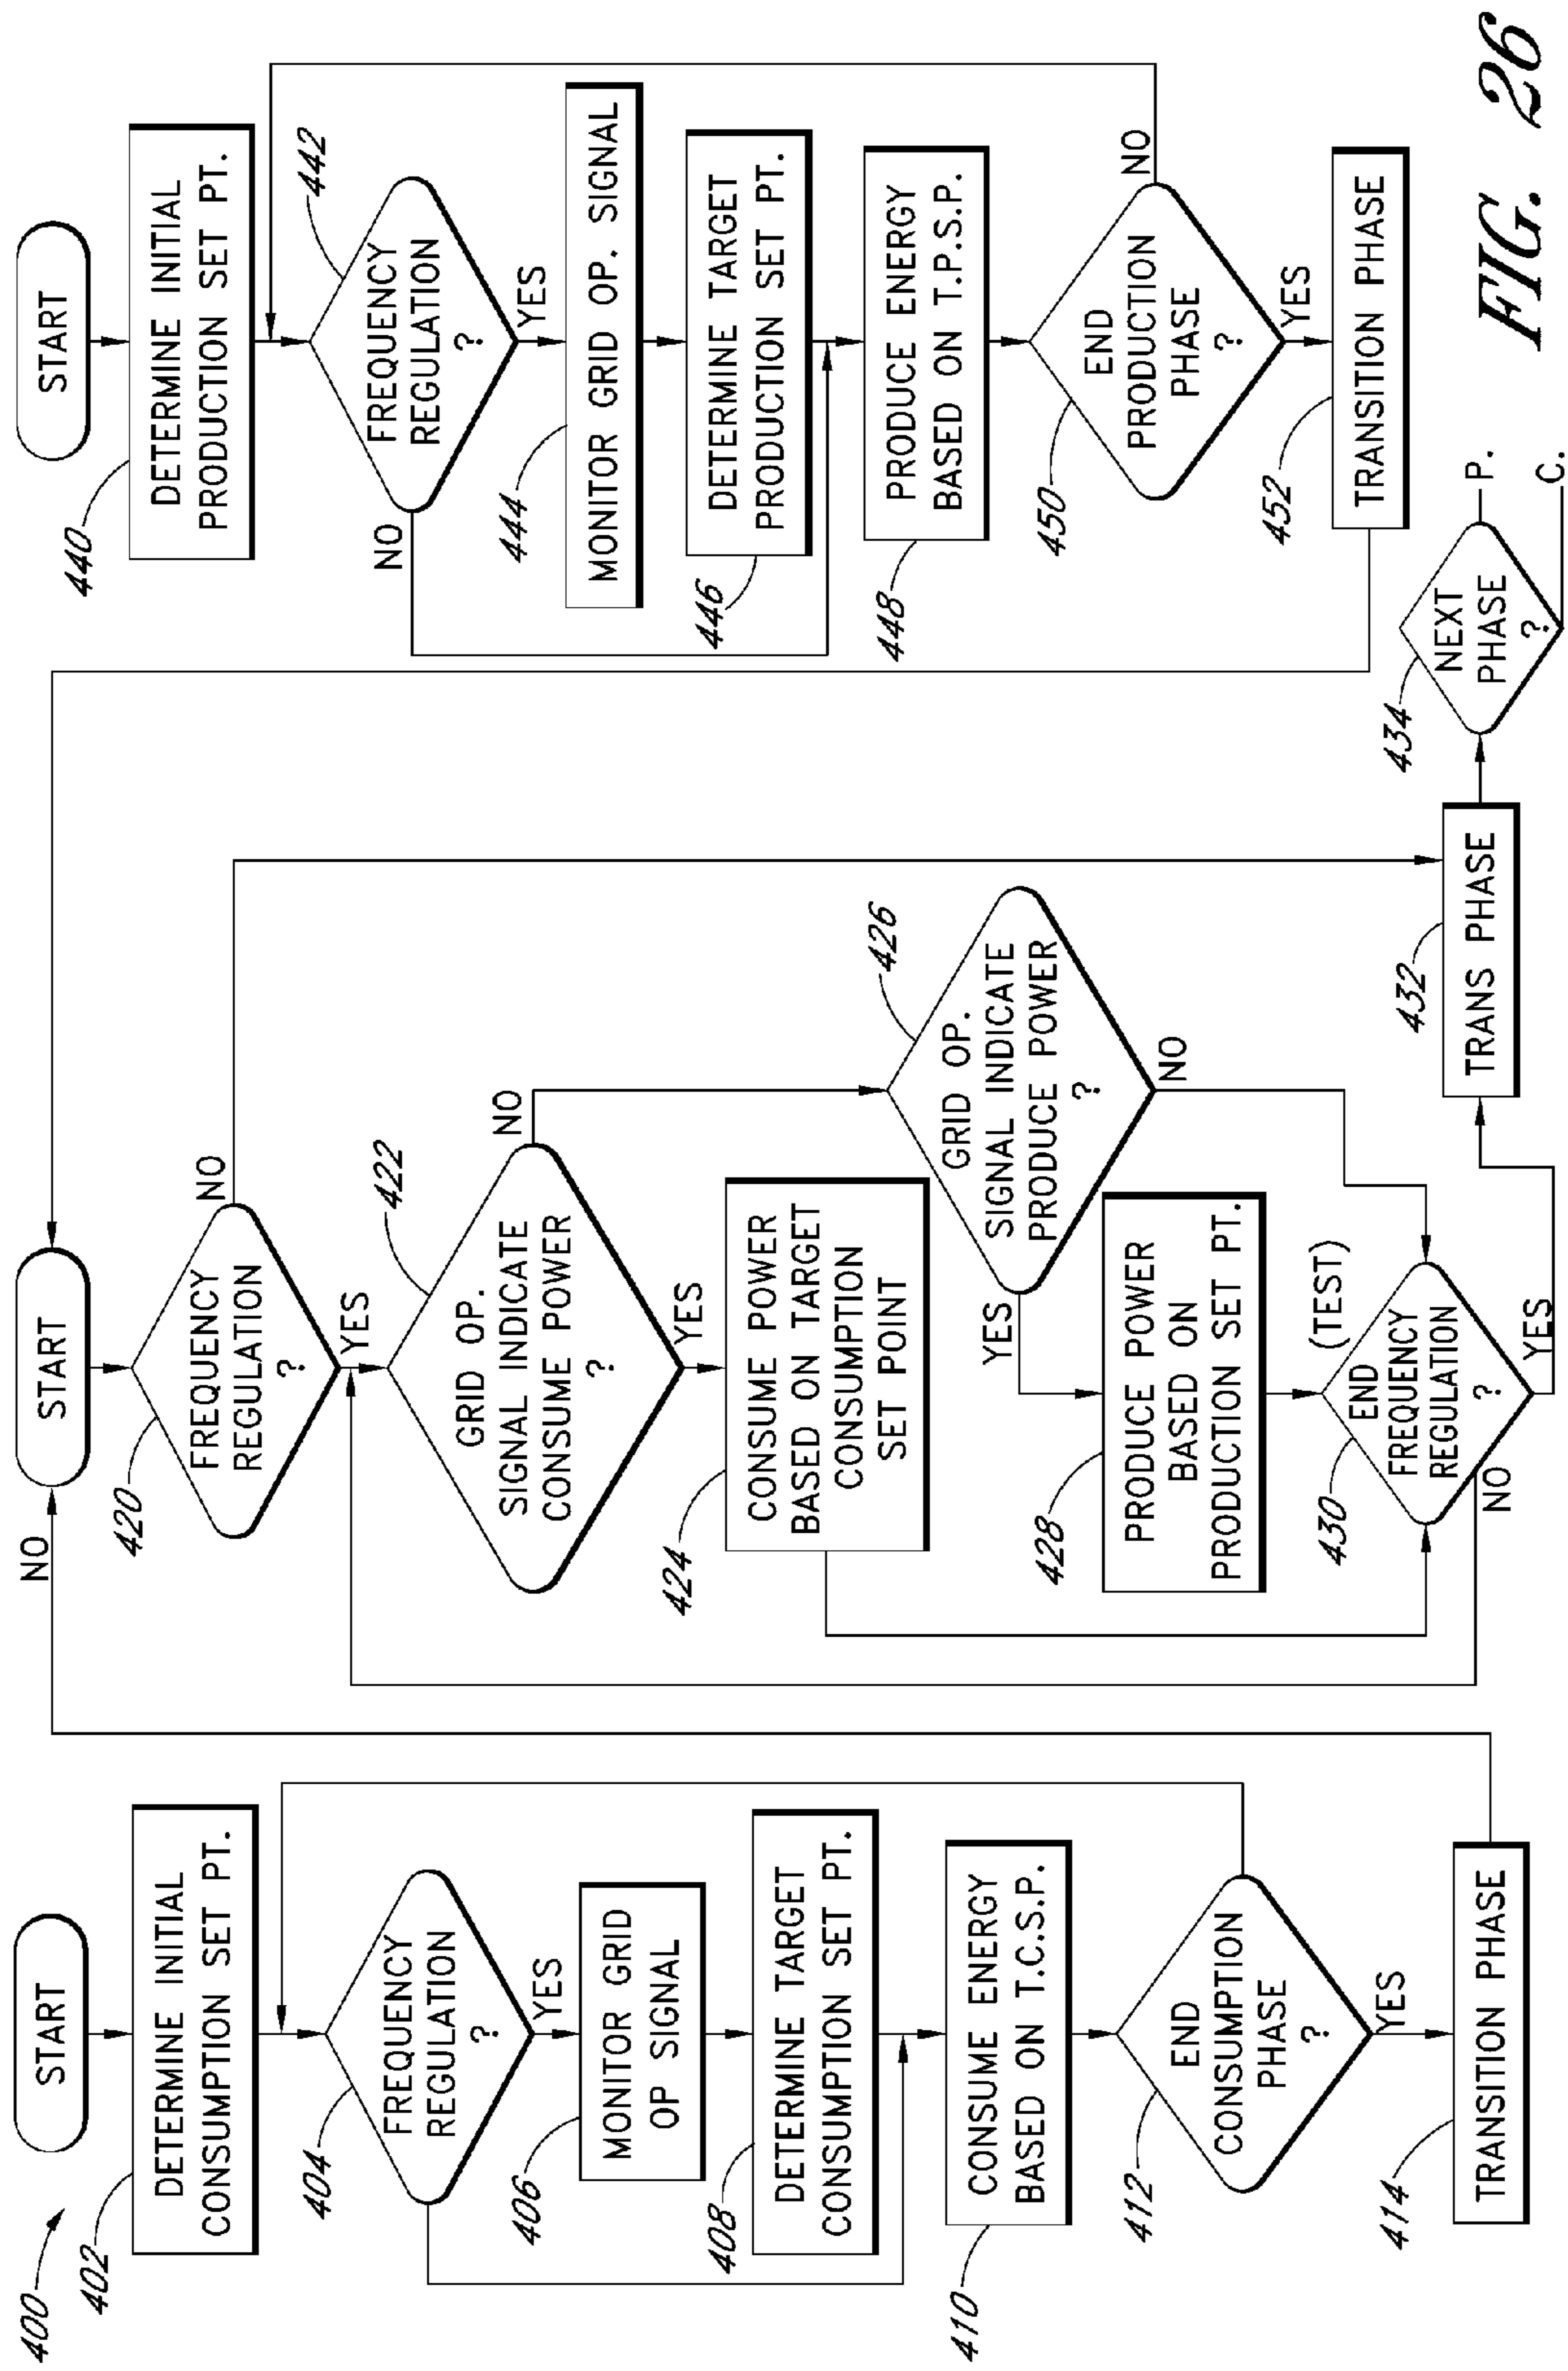 400
START
402
DETERMINE INITIAL
CONSUMPTION SET PT.
404
FREQUENCY
REGULATION
?
YES
406
MONITOR GRID
OP SIGNAL
408
DETERMINE TARGET
CONSUMPTION SET PT.
410
CONSUME ENERGY
BASED ON T.C.S.P.
412
END
CONSUMPTION
PHASE
?
YES
414
TRANSITION PHASE
NO
START
420
FREQUENCY
REGULATION
?
NO
YES
422
GRID OP.
SIGNAL INDICATE
CONSUME POWER
?
NO
YES
424
CONSUME POWER
BASED ON TARGET
CONSUMPTION
SET POINT
426
GRID OP.
SIGNAL INDICATE
PRODUCE POWER
?
YES
NO
428
PRODUCE POWER
BASED ON
PRODUCTION SET PT.
(TEST)
430
END
FREQUENCY
REGULATION
?
NO
YES
432
TRANS PHASE
434
NEXT
PHASE
?
P.
C.
START
440
DETERMINE INITIAL
PRODUCTION SET PT.
442
FREQUENCY
REGULATION
?
NO
YES
444
MONITOR GRID OP. SIGNAL
446
DETERMINE TARGET
PRODUCTION SET PT.
448
PRODUCE ENERGY
BASED ON T.P.S.P.
450
END
PRODUCTION
PHASE
?
NO
YES
452
TRANSITION PHASE
FIG. 26